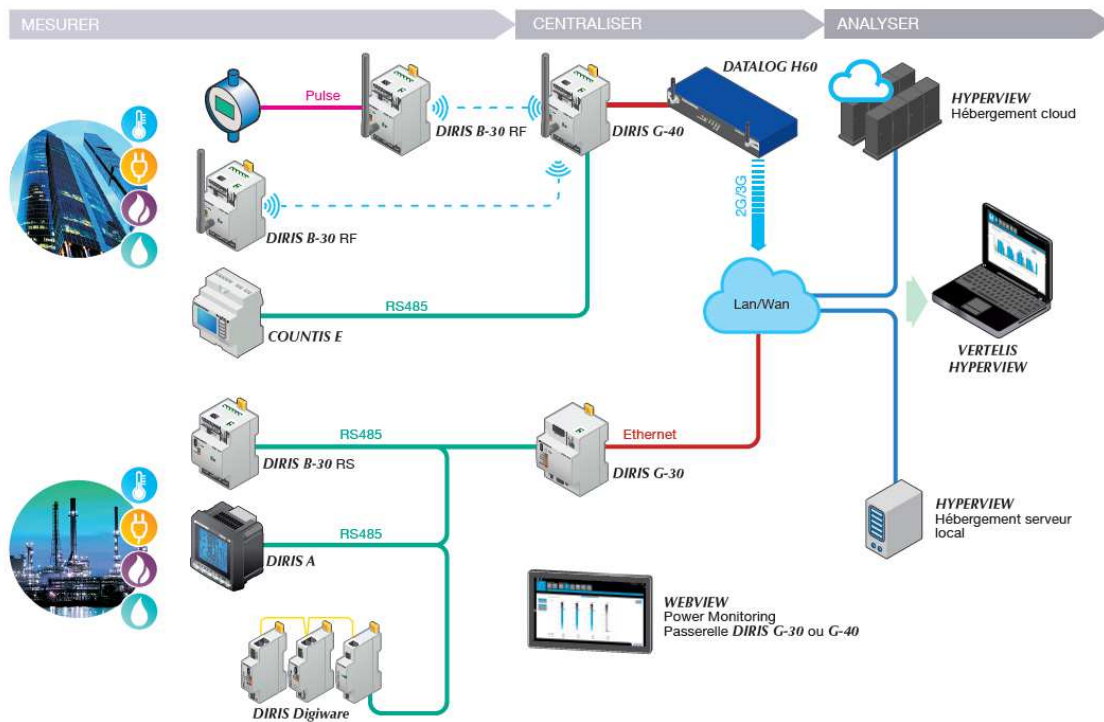 MESURER
CENTRALISER
ANALYSER
DATALOG H60
Pulse
DIRIS B-30 RF
DIRIS G-40
HYPERVIEW
Hébergement cloud
2G/3G
DIRIS B-30 RF
RS485
COUNTIS E
Lan/Wan
VERTELIS
HYPERVIEW
RS485
DIRIS B-30 RS
Ethernet
DIRIS G-30
RS485
DIRIS A
HYPERVIEW
Hébergement serveur
local
WEBVIEW
Power Monitoring
Passerelle DIRIS G-30 ou G-40
DIRIS Digiware